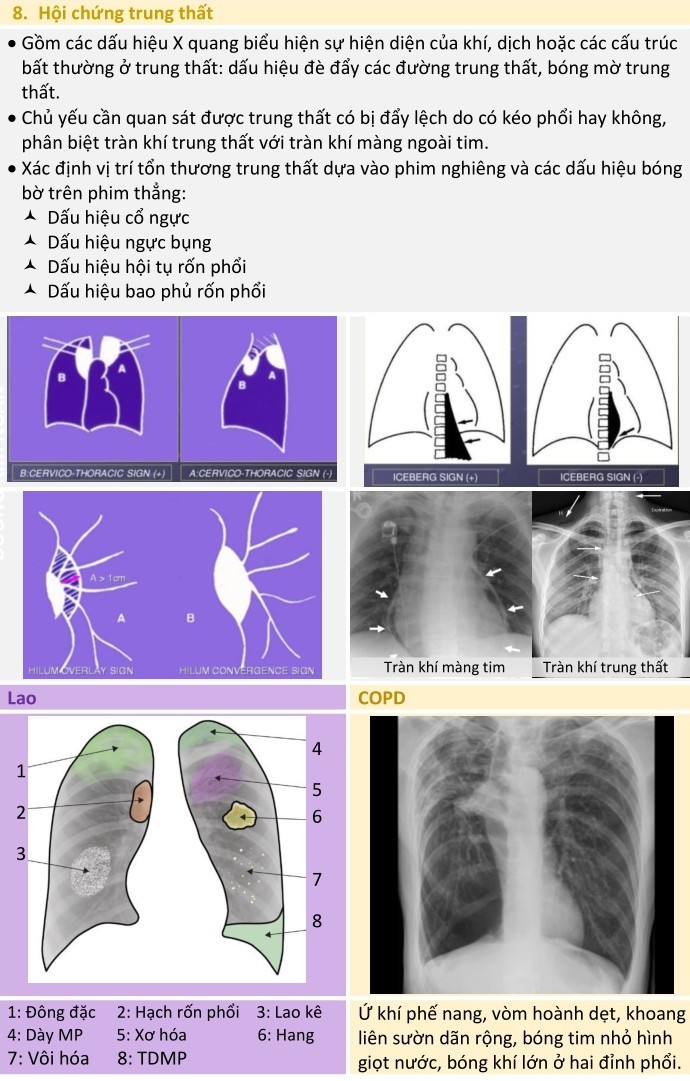 8. Hội chứng trung thất
• Gồm các dấu hiệu X quang biểu hiện sự hiện diện của khí, dịch hoặc các cấu trúc
bất thường ở trung thất: dấu hiệu đè đẩy các đường trung thất, bóng mờ trung
thất.
• Chủ yếu cần quan sát được trung thất có bị đẩy lệch do có kéo phổi hay không,
phân biệt tràn khí trung thất với tràn khí màng ngoài tim.
• Xác định vị trí tổn thương trung thất dựa vào phim nghiêng và các dấu hiệu bóng
bờ trên phim thẳng:
Dấu hiệu cổ ngực
Dấu hiệu ngực bụng
Dấu hiệu hội tụ rốn phổi
Dấu hiệu bao phủ rốn phổi
B A
B A
B:CERVICO-THORACIC SIGN (+)
A:CERVICO-THORACIC SIGN (-)
ICEBERG SIGN (+)
ICEBERG SIGN (-)
A > 1cm
A
B
HILUM OVERLAY SIGN
HILUM CONVERGENCE SIGN
H
Tràn khí màng tim
Tràn khí trung thất
Lao
1
2
3
4
5
6
7
8
1: Đông đặc 2: Hạch rốn phổi 3: Lao kê
4: Dày MP 5: Xơ hóa 6: Hang
7: Vôi hóa 8: TDMP
COPD
Ứ khí phế nang, vòm hoành dẹt, khoang
liên sườn dãn rộng, bóng tim nhỏ hình
giọt nước, bóng khí lớn ở hai đỉnh phổi.